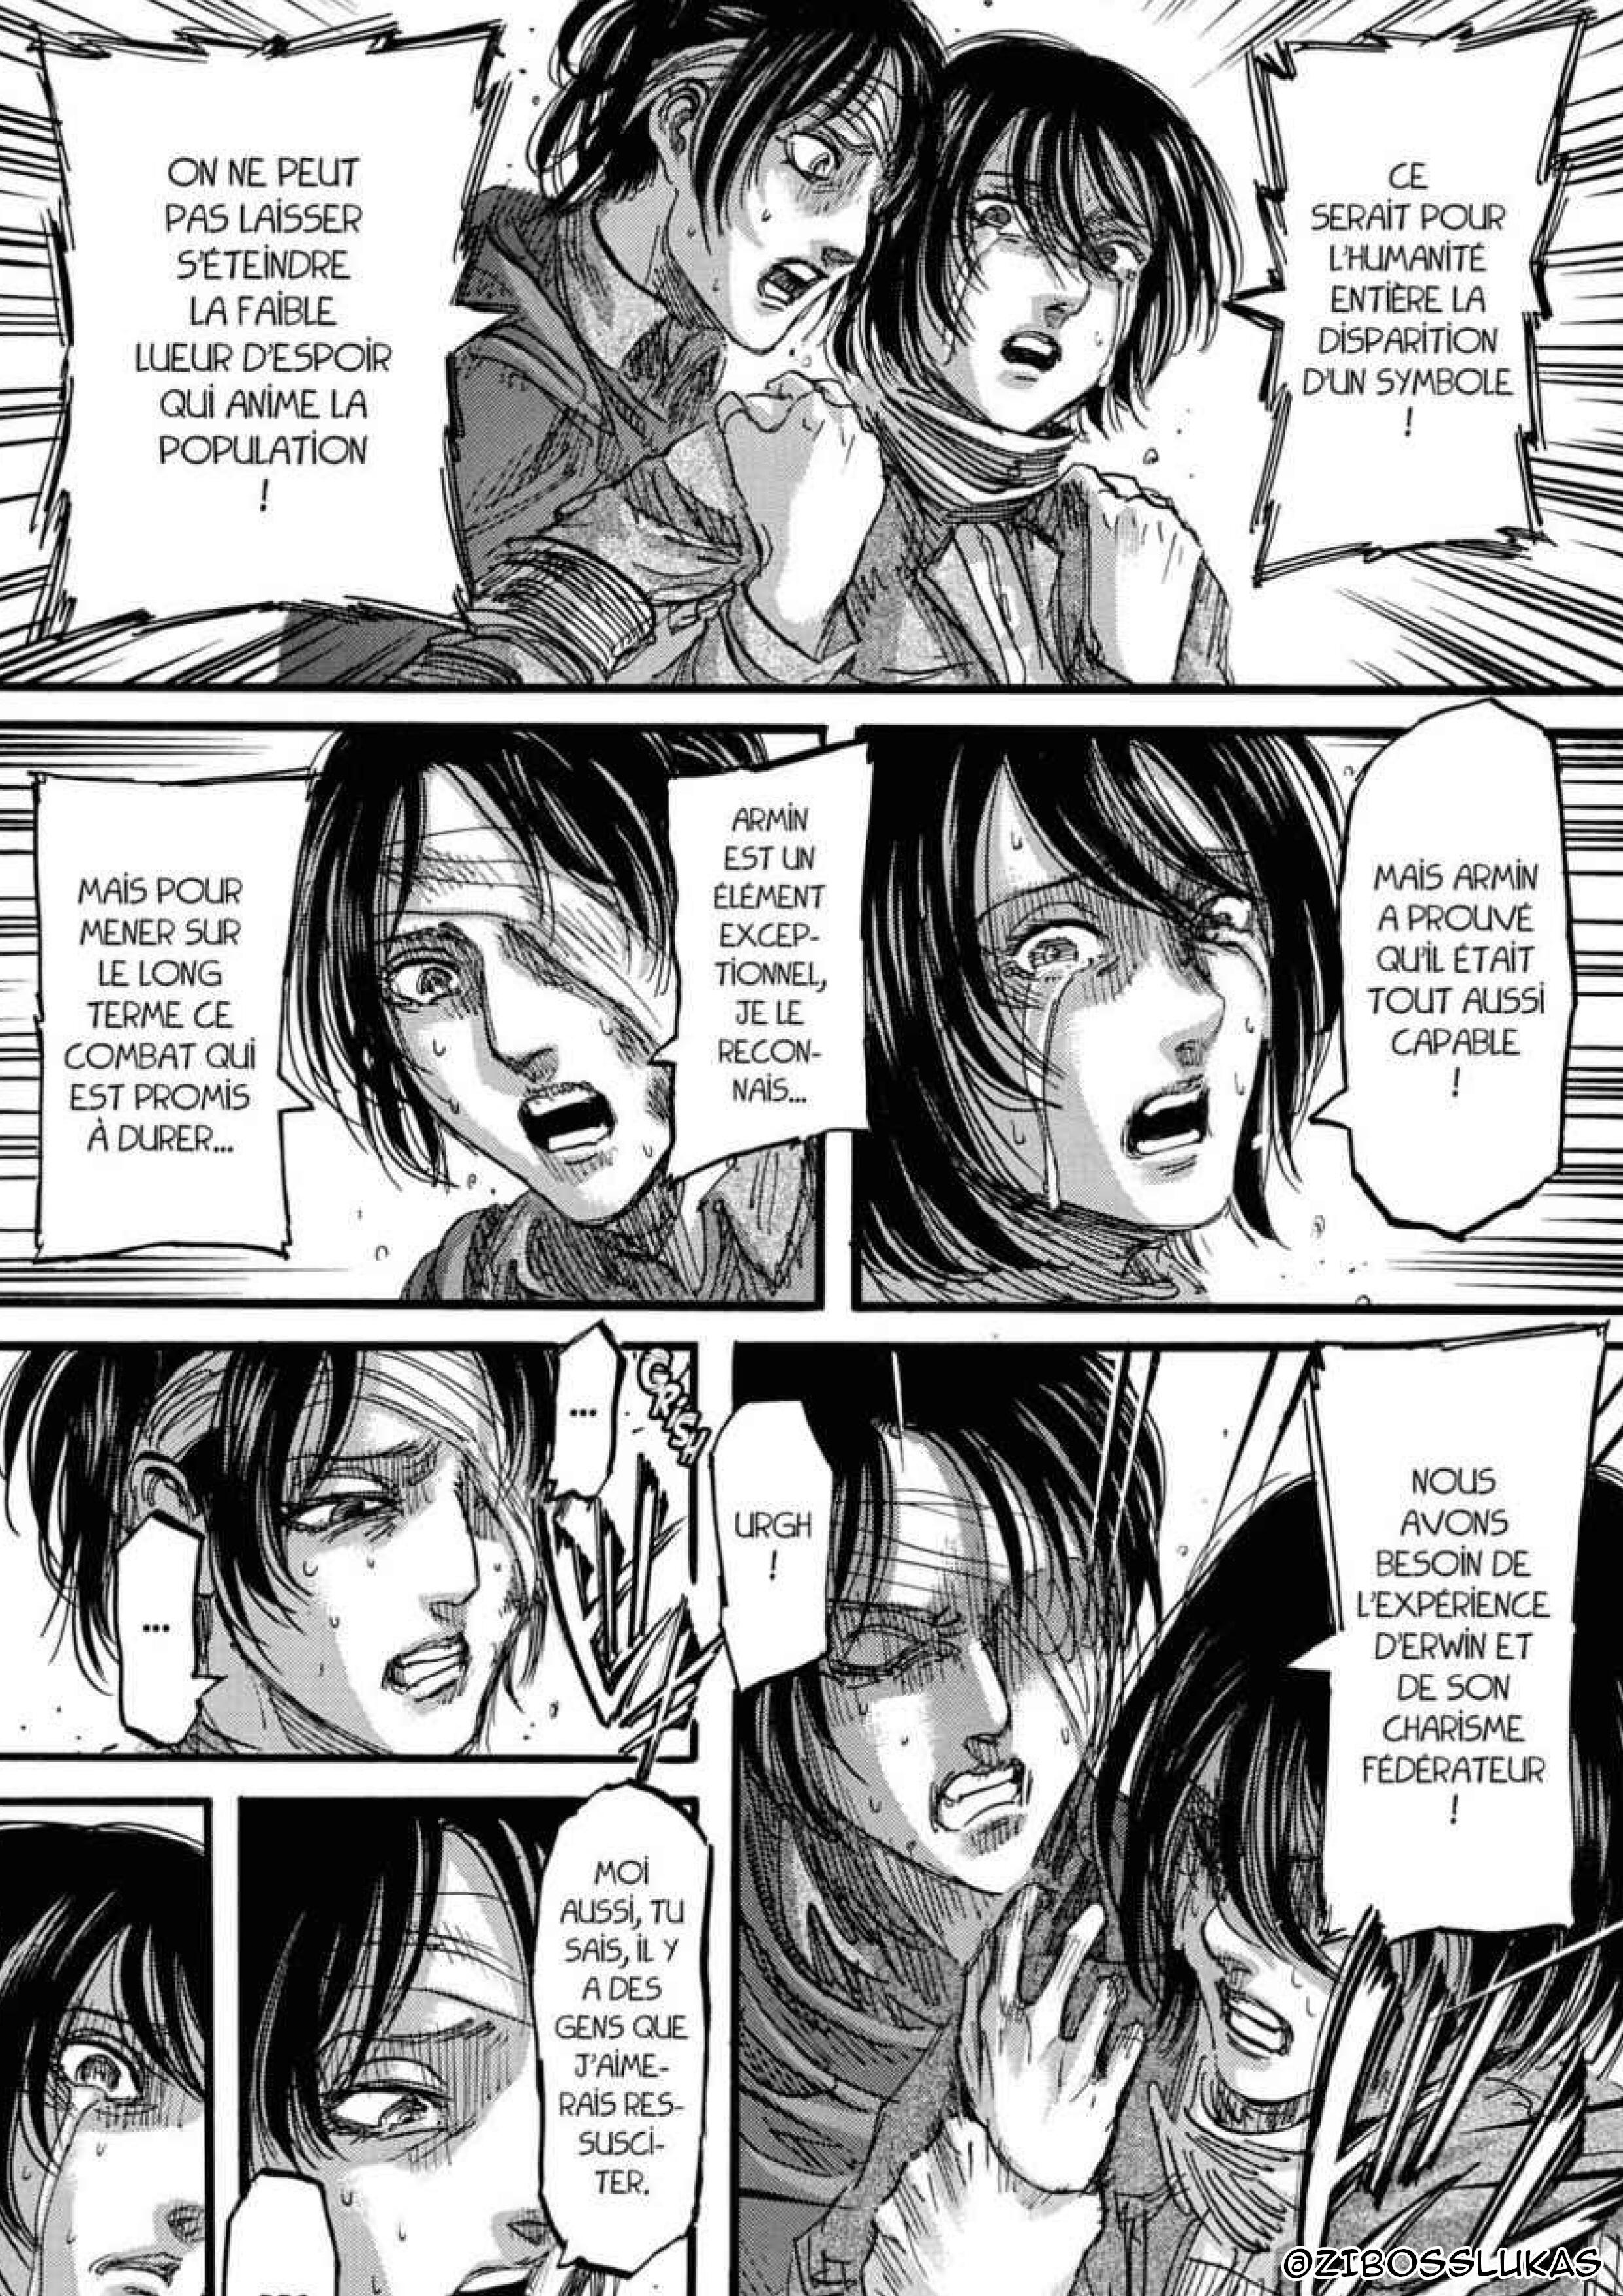 CE
SERAIT POUR
L'HUMANITÉ
ENTIÈRE LA
DISPARITION
D'UN SYMBOLE
!
ON NE PEUT
PAS LAISSER
S'ÉTEINDRE
LA FAIBLE
LUEUR D'ESPOIR
QUI ANIME LA
POPULATION
!
MAIS ARMIN
A PROUVÉ
QU'IL ÉTAIT
TOUT AUSSI
CAPABLE
!
ARMIN
EST UN
ÉLÉMENT
EXCEP-
TIONNEL,
JE LE
RECON-
NAIS...
MAIS POUR
MENER SUR
LE LONG
TERME CE
COMBAT QUI
EST PROMIS
À DURER...
NOUS
AVONS
BESOIN DE
L'EXPÉRIENCE
D'ERWIN ET
DE SON
CHARISME
FÉDÉRATEUR
!
URGH
!
CRISH
...
...
MOI
AUSSI, TU
SAIS, IL Y
A DES
GENS QUE
J'AIME-
RAIS RES-
SUSCI-
TER.
@ZIBOSSLUKAS